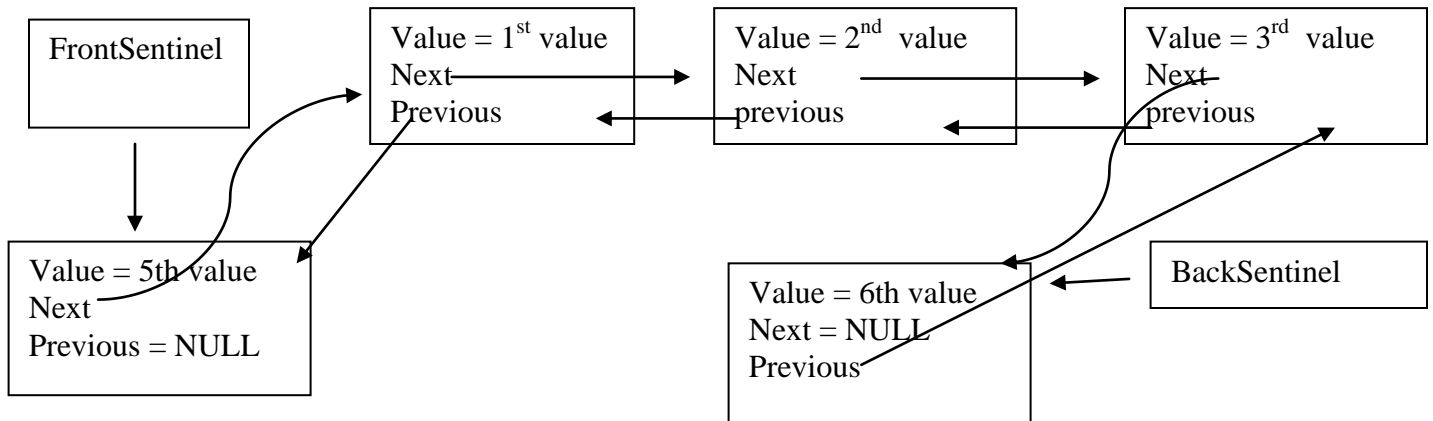 FrontSentinel
Value = 1st value
Next
Previous
Value = 2nd value
Next
previous
Value = 3rd value
Next
previous
Value = 5th value
Next
Previous = NULL
Value = 6th value
Next = NULL
Previous
BackSentinel